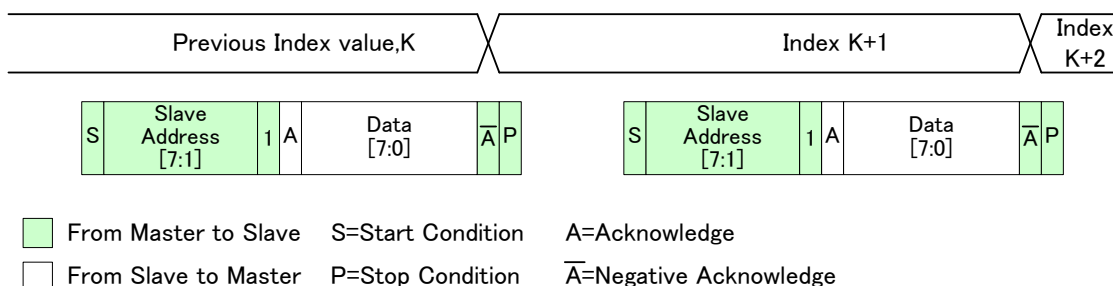 Previous Index value,K
Index K+1
Index
K+2
S
Slave
Address
[7:1]
1
A
Data
[7:0]
A̅
P
S
Slave
Address
[7:1]
1
A
Data
[7:0]
A̅
P
From Master to Slave S=Start Condition A=Acknowledge
From Slave to Master P=Stop Condition A̅=Negative Acknowledge